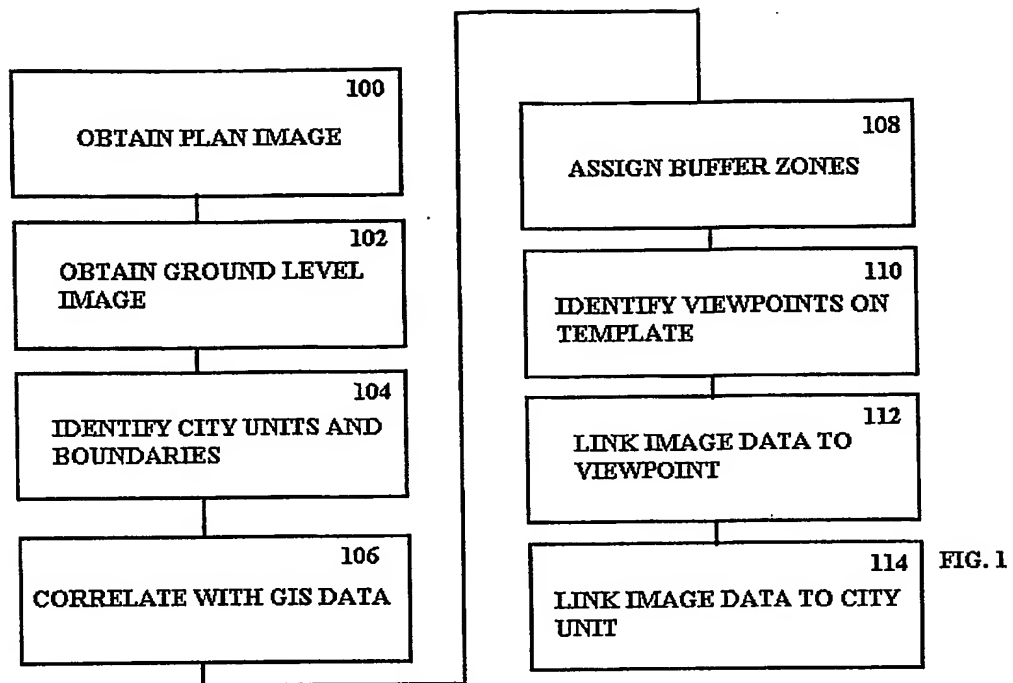 100
OBTAIN PLAN IMAGE
102
OBTAIN GROUND LEVEL
IMAGE
104
IDENTIFY CITY UNITS AND
BOUNDARIES
106
CORRELATE WITH GIS DATA
108
ASSIGN BUFFER ZONES
110
IDENTIFY VIEWPOINTS ON
TEMPLATE
112
LINK IMAGE DATA TO
VIEWPOINT
114
LINK IMAGE DATA TO CITY
UNIT
FIG. 1